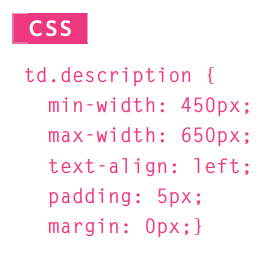 CSS
td.description {
  min-width: 450px;
  max-width: 650px;
  text-align: left;
  padding: 5px;
  margin: 0px;}